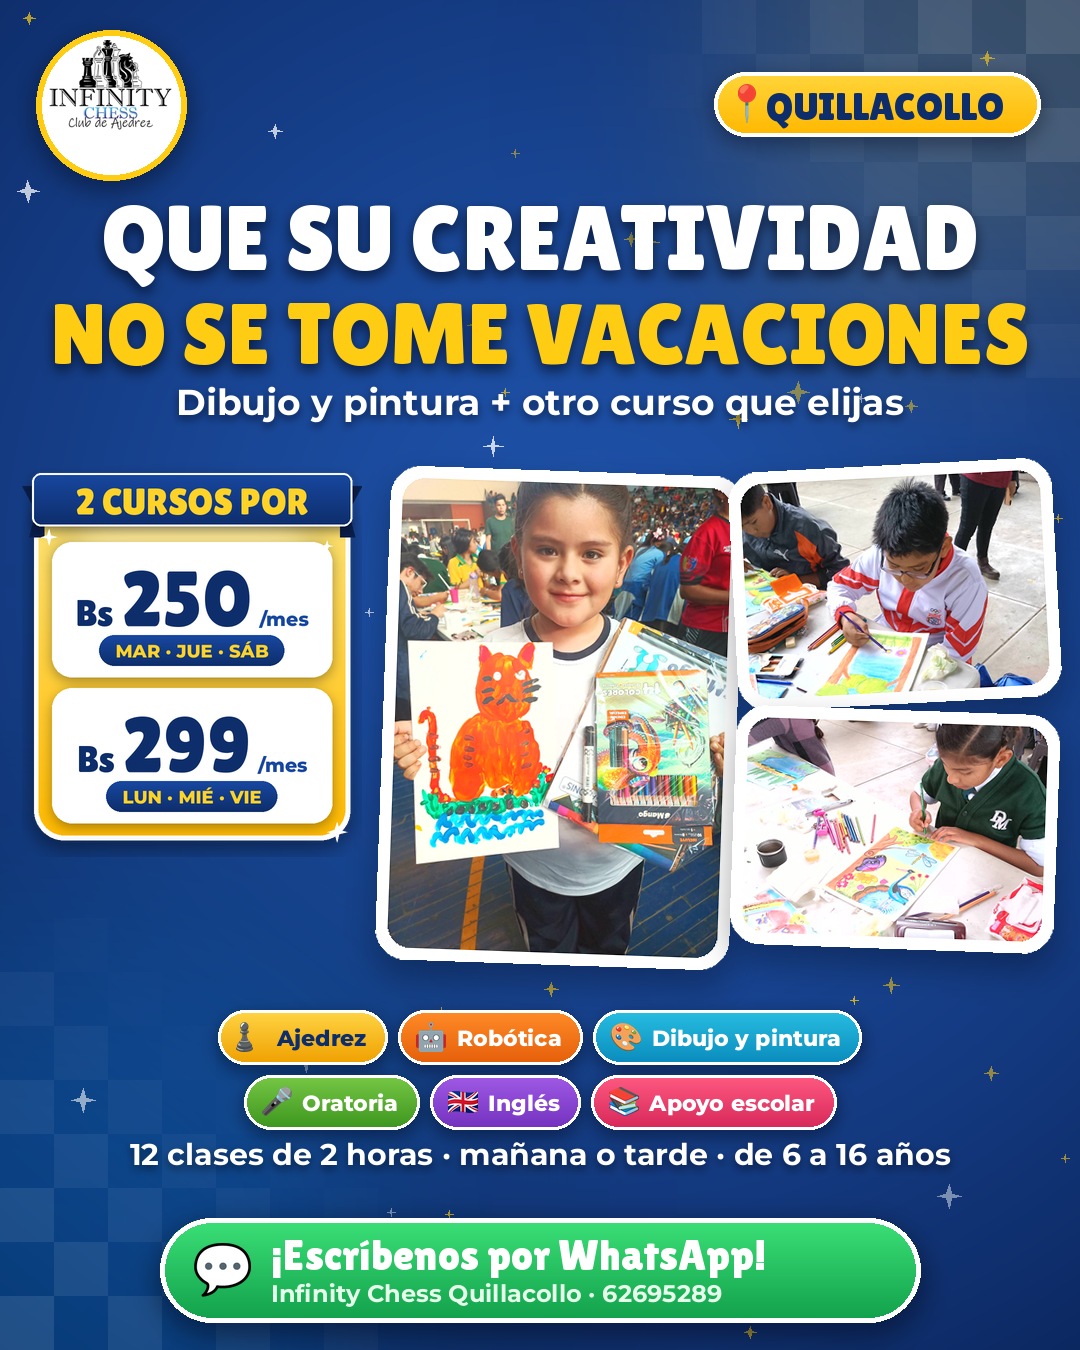 INFINITY
CHESS
Club de Ajedrez
QUILLACOLLO
QUE SU CREATIVIDAD
NO SE TOME VACACIONES
Dibujo y pintura + otro curso que elijas
2 CURSOS POR
Bs 250 /mes
MAR · JUE · SÁB
Bs 299 /mes
LUN · MIÉ · VIE
Mango
DM
Ajedrez
Robótica
Dibujo y pintura
Oratoria
Inglés
Apoyo escolar
12 clases de 2 horas · mañana o tarde · de 6 a 16 años
¡Escríbenos por WhatsApp!
Infinity Chess Quillacollo · 62695289